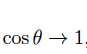 cos θ → 1,